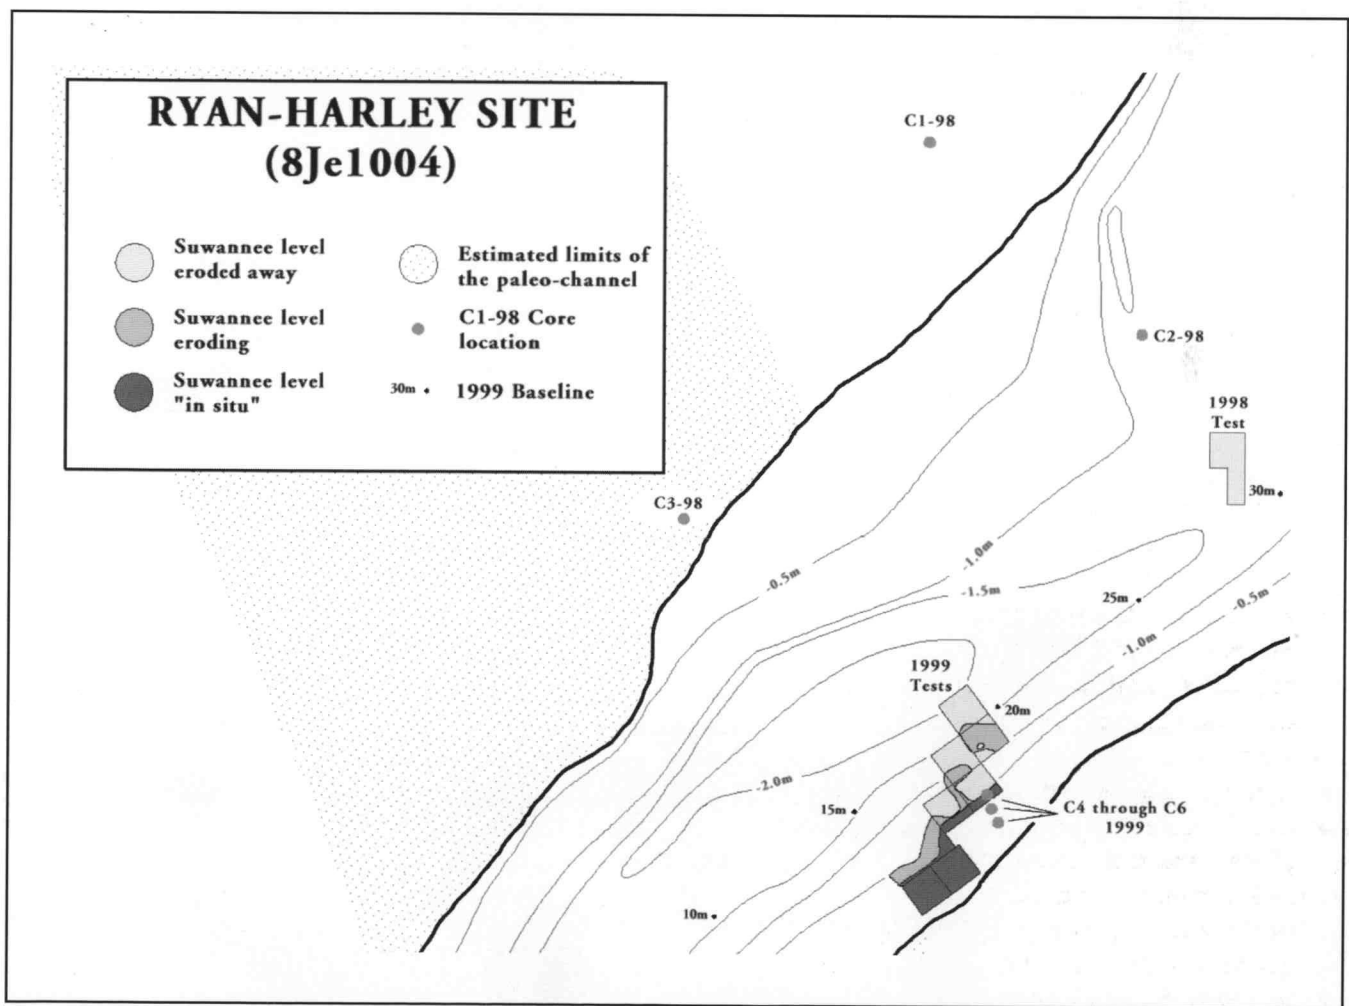 RYAN-HARLEY SITE
(8Je1004)
Suwannee level
eroded away
Suwannee level
eroding
Suwannee level
"in situ"
Estimated limits of
the paleo-channel
C1-98 Core
location
30m
1999 Baseline
C1-98
C2-98
1998
Test
30m
C3-98
-0.5m
-1.0m
-1.5m
25m
-0.5m
-1.0m
1999
Tests
20m
-2.0m
15m
C4 through C6
1999
10m